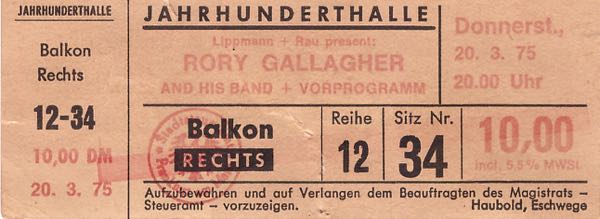 JAHRHUNDERTHALLE
Balkon
Rechts
12-34
10,00 DM
20. 3. 75
JAHRHUNDERTHALLE
Lippmann + Rau present:
RORY GALLAGHER
AND HIS BAND + VORPROGRAMM
Donnerst.,
20. 3. 75
20.00 Uhr
Balkon
RECHTS
Reihe
12
Sitz Nr.
34
10,00
incl. 5,5% MWSt.
Aufzubewahren und auf Verlangen dem Beauftragten des Magistrats -
Steueramt - vorzuzeigen. Haubold, Eschwege